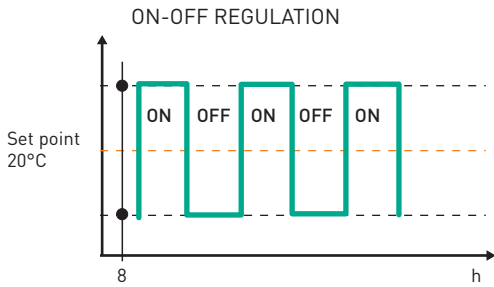 ON-OFF REGULATION
ON OFF ON OFF ON
Set point
20°C
8 h